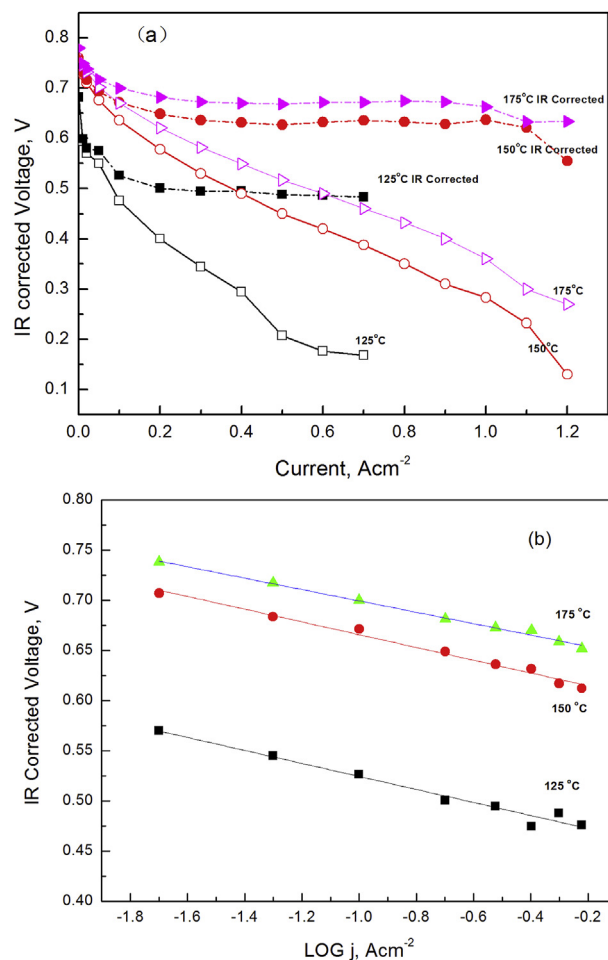 (a)
0.8
0.7
0.6
0.5
0.4
0.3
0.2
0.1
IR corrected Voltage, V
175°C IR Corrected
150°C IR Corrected
125°C IR Corrected
175°C
150°C
125°C
0.0 0.2 0.4 0.6 0.8 1.0 1.2
Current, Acm-2
(b)
0.80
0.75
0.70
0.65
0.60
0.55
0.50
0.45
0.40
IR Corrected Voltage, V
175 °C
150 °C
125 °C
-1.8 -1.6 -1.4 -1.2 -1.0 -0.8 -0.6 -0.4 -0.2
LOG j, Acm-2